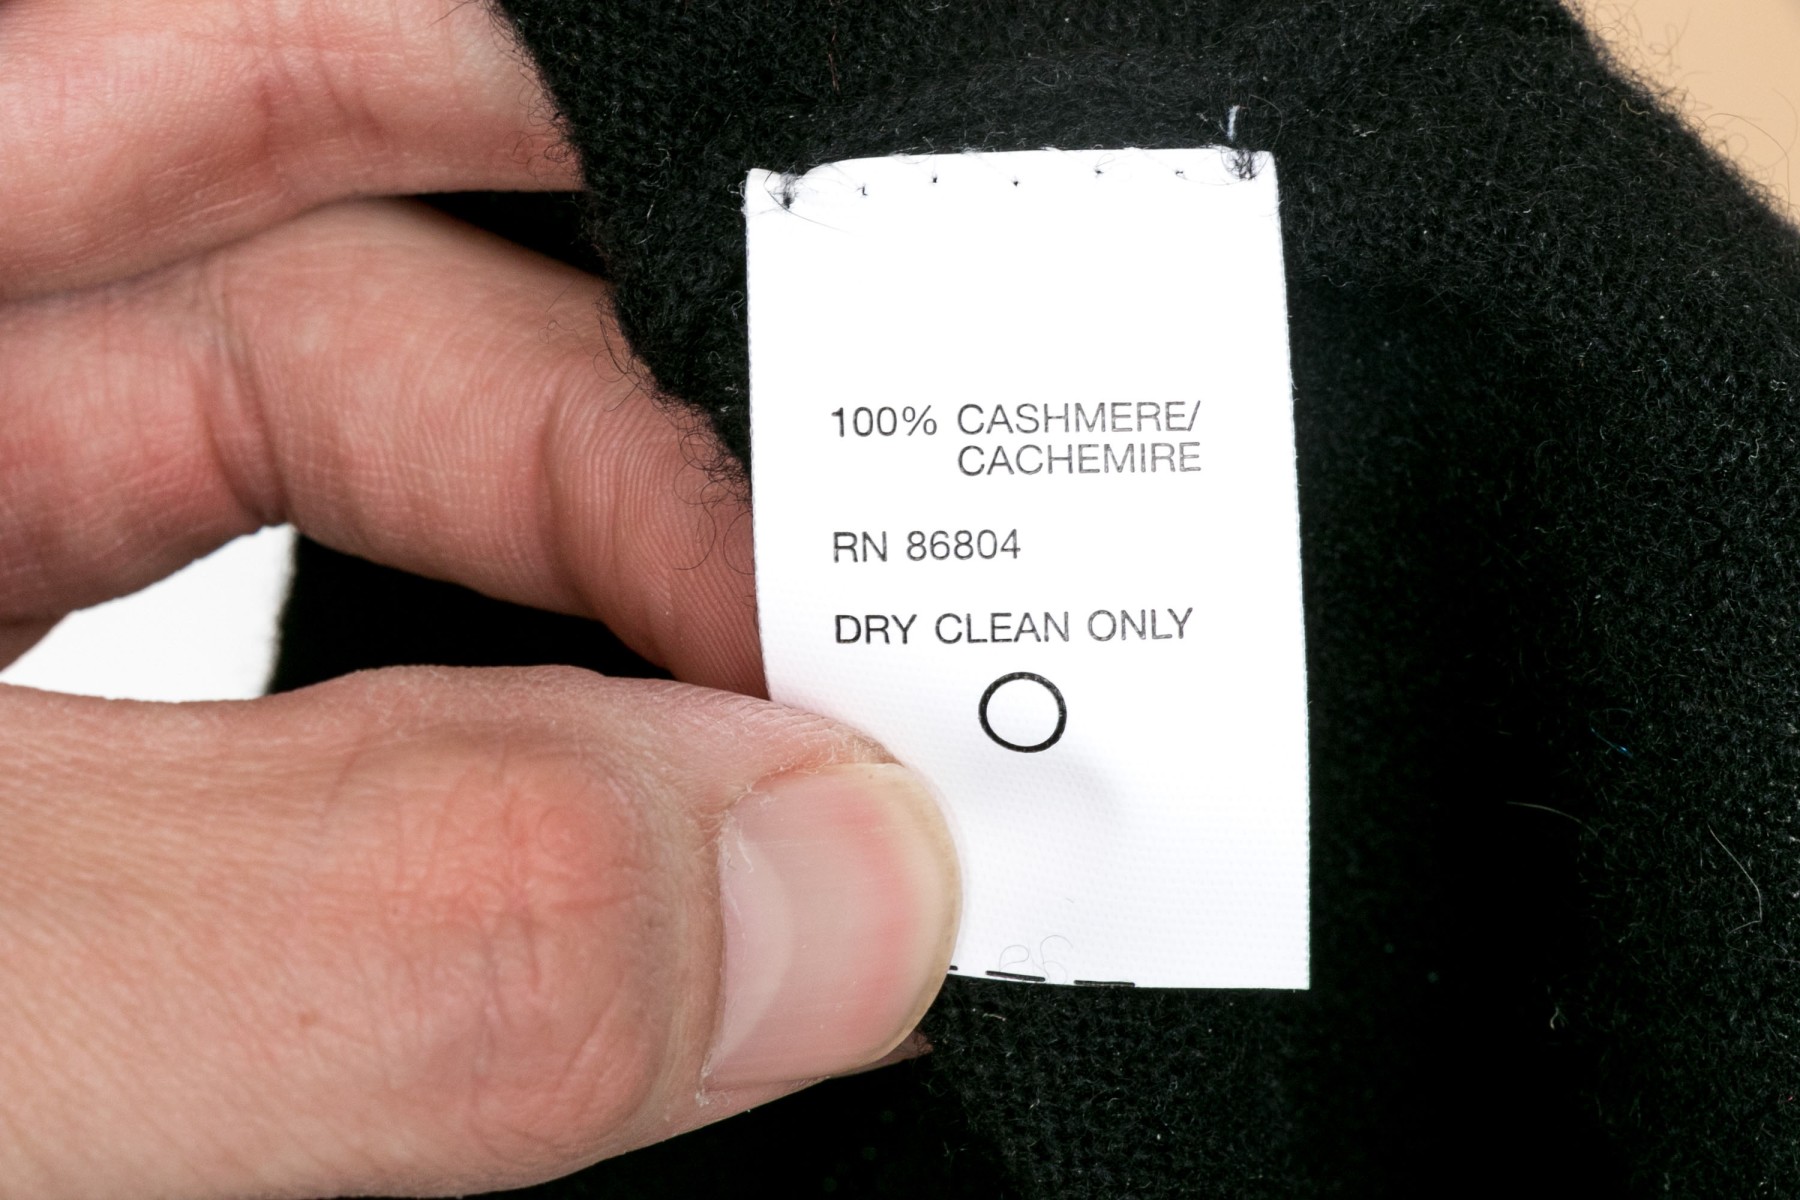 100% CASHMERE/
CACHEMIRE
RN 86804
DRY CLEAN ONLY